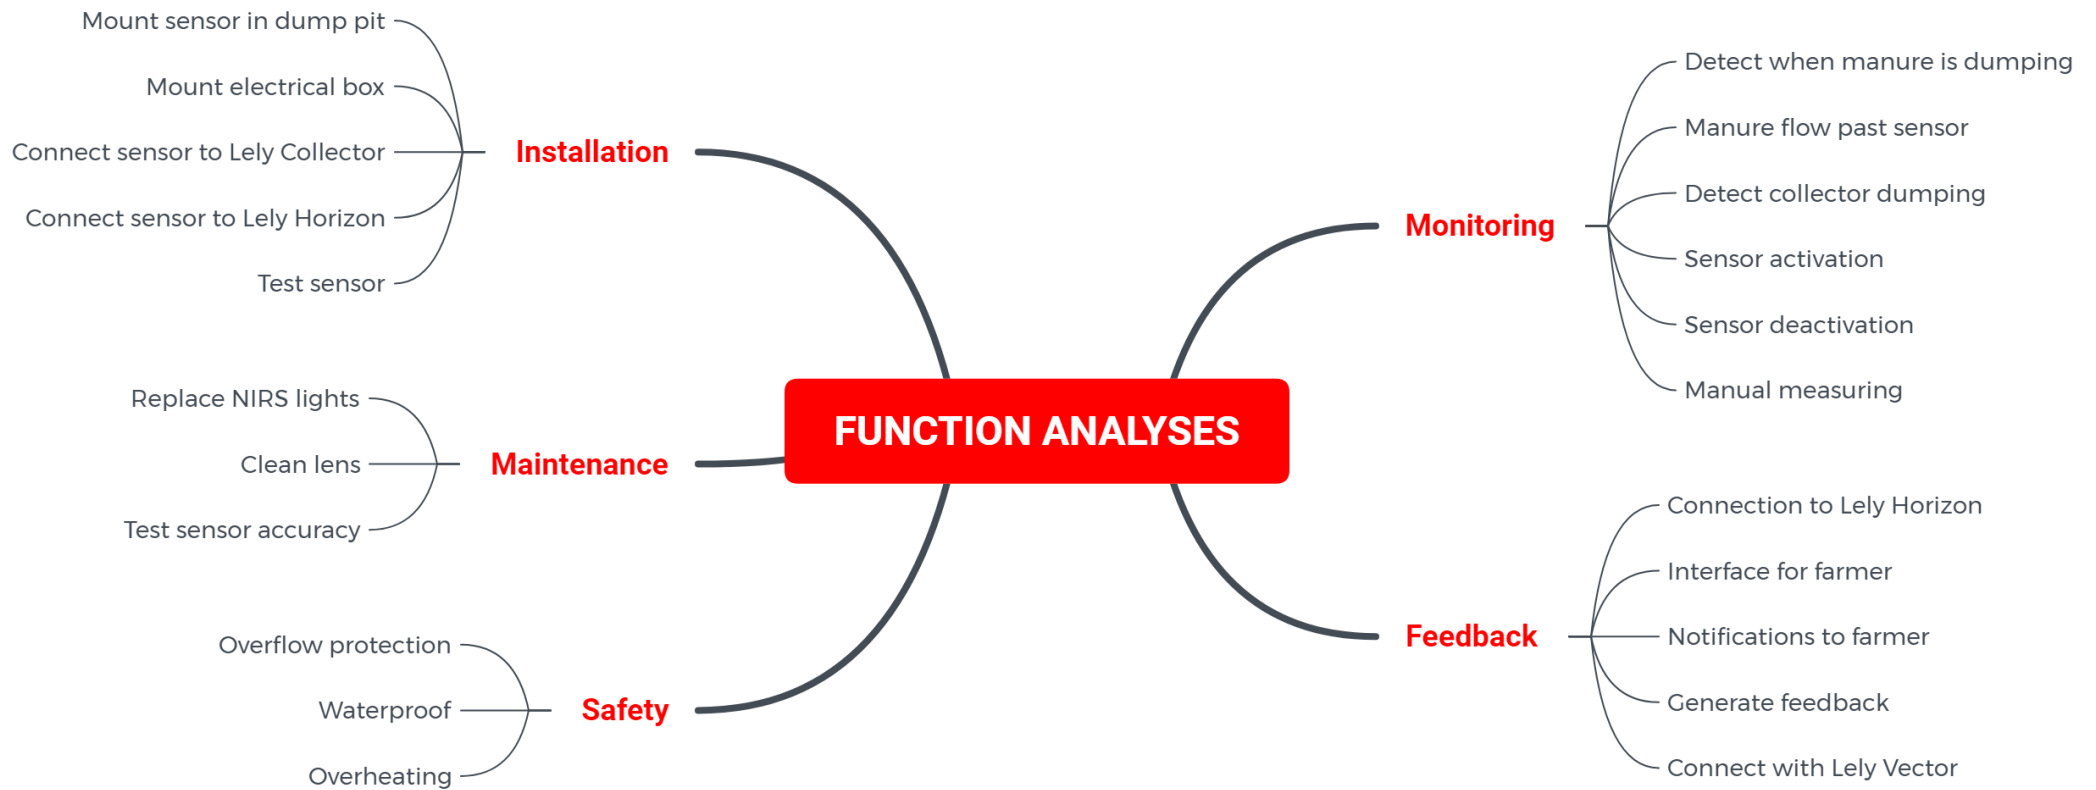 Mount sensor in dump pit
Mount electrical box
Connect sensor to Lely Collector
Connect sensor to Lely Horizon
Test sensor
Installation
Replace NIRS lights
Clean lens
Test sensor accuracy
Maintenance
Overflow protection
Waterproof
Overheating
Safety
FUNCTION ANALYSES
Monitoring
Detect when manure is dumping
Manure flow past sensor
Detect collector dumping
Sensor activation
Sensor deactivation
Manual measuring
Feedback
Connection to Lely Horizon
Interface for farmer
Notifications to farmer
Generate feedback
Connect with Lely Vector